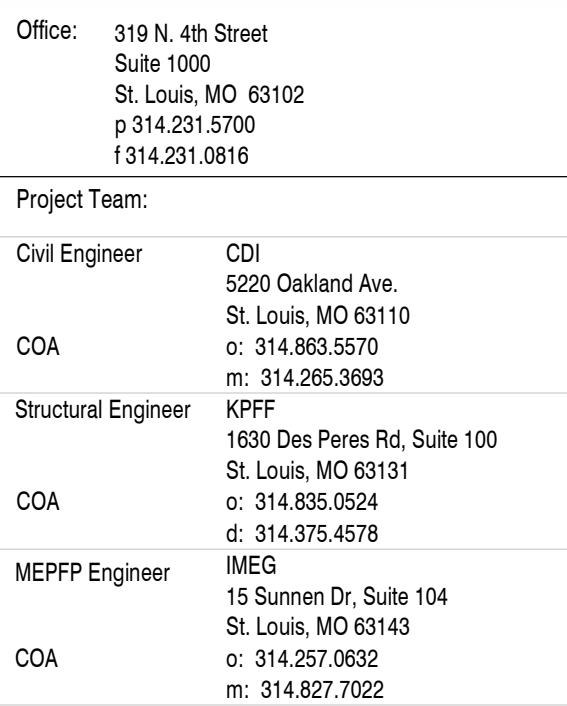 Office: 319 N. 4th Street
Suite 1000
St. Louis, MO 63102
p 314.231.5700
f 314.231.0816
Project Team:
Civil Engineer CDI
5220 Oakland Ave.
St. Louis, MO 63110
COA o: 314.863.5570
m: 314.265.3693
Structural Engineer KPFF
1630 Des Peres Rd, Suite 100
St. Louis, MO 63131
COA o: 314.835.0524
d: 314.375.4578
MEPFP Engineer IMEG
15 Sunnen Dr, Suite 104
St. Louis, MO 63143
COA o: 314.257.0632
m: 314.827.7022